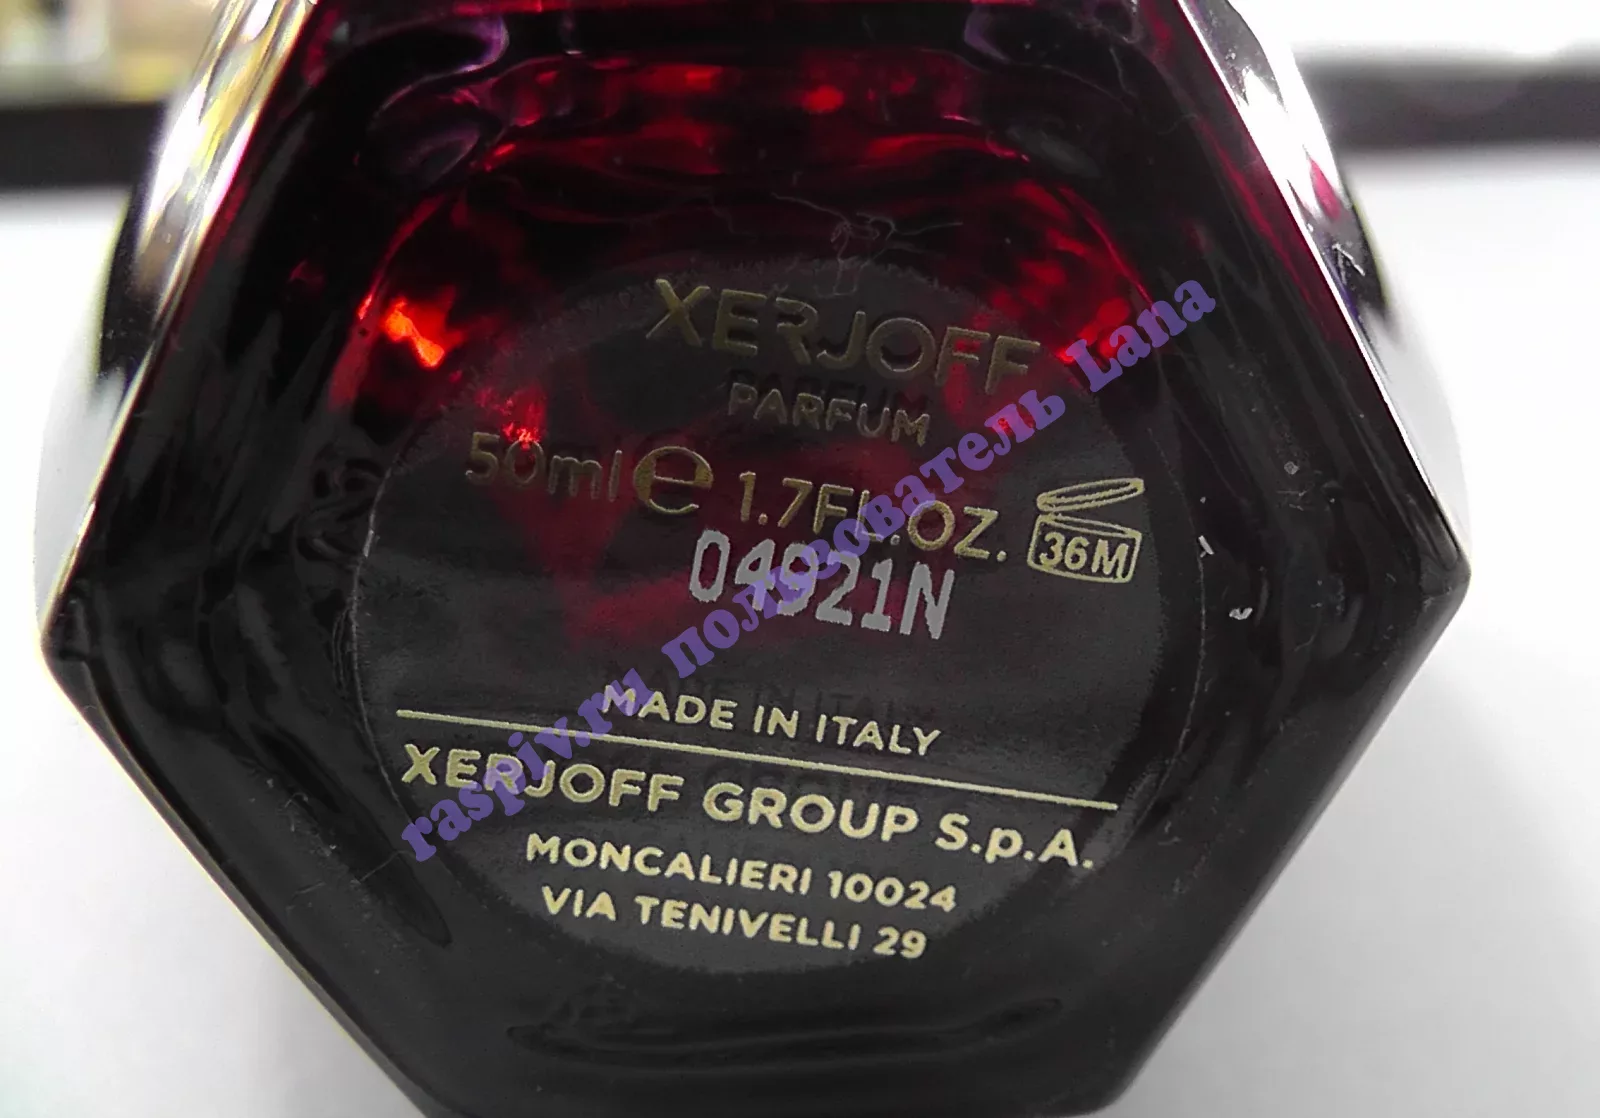 XERJOFF
PARFUM
50ml e 1.7FL.OZ.
36M
04921N
MADE IN ITALY
XERJOFF GROUP S.p.A.
MONCALIERI 10024
VIA TENIVELLI 29
raspiv.ru пользователь Lana